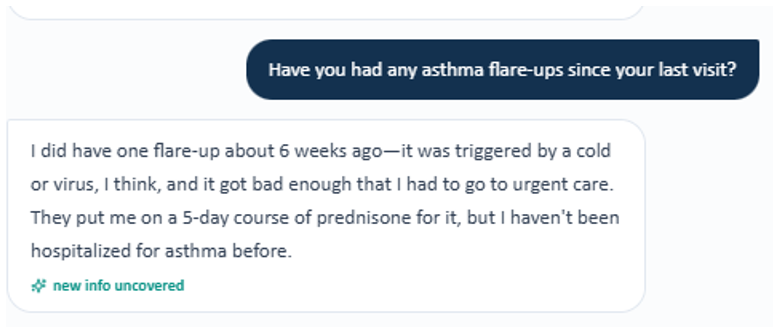 Have you had any asthma flare-ups since your last visit?
I did have one flare-up about 6 weeks ago—it was triggered by a cold
or virus, I think, and it got bad enough that I had to go to urgent care.
They put me on a 5-day course of prednisone for it, but I haven't been
hospitalized for asthma before.
new info uncovered